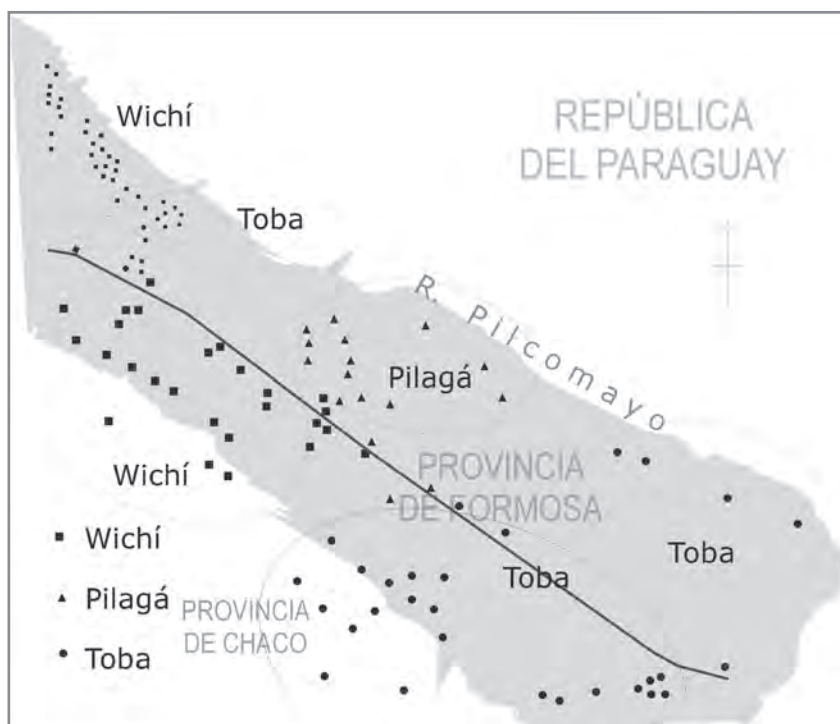 Wichí
REPÚBLICA
DEL PARAGUAY
Toba
R. Pilcomayo
Pilagá
PROVINCIA
DE FORMOSA
Wichí
Toba
Toba
Wichí
Pilagá
Toba
PROVINCIA
DE CHACO